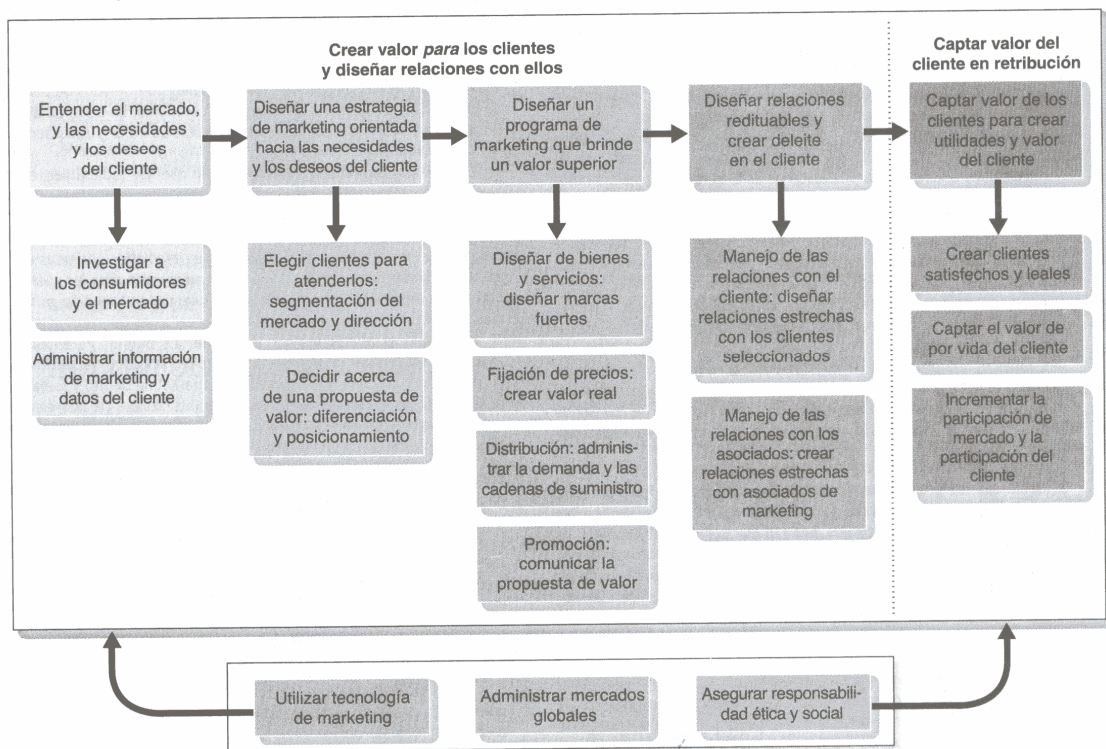 Crear valor para los clientes
y diseñar relaciones con ellos
Captar valor del
cliente en retribución
Entender el mercado,
y las necesidades
y los deseos
del cliente
Diseñar una estrategia
de marketing orientada
hacia las necesidades
y los deseos del cliente
Diseñar un
programa de
marketing que brinde
un valor superior
Diseñar relaciones
redituables y
crear deleite
en el cliente
Captar valor de los
clientes para crear
utilidades y valor
del cliente
Investigar a
los consumidores
y el mercado
Administrar información
de marketing y
datos del cliente
Elegir clientes para
atenderlos:
segmentación del
mercado y dirección
Decidir acerca
de una propuesta de
valor: diferenciación
y posicionamiento
Diseñar de bienes
y servicios:
diseñar marcas
fuertes
Fijación de precios:
crear valor real
Distribución: adminis-
trar la demanda y las
cadenas de suministro
Promoción:
comunicar la
propuesta de valor
Manejo de las
relaciones con el
cliente: diseñar
relaciones estrechas
con los clientes
seleccionados
Manejo de las
relaciones con los
asociados: crear
relaciones estrechas
con asociados de
marketing
Crear clientes
satisfechos y leales
Captar el valor de
por vida del cliente
Incrementar la
participación de
mercado y la
participación del
cliente
Utilizar tecnología
de marketing
Administrar mercados
globales
Asegurar responsabili-
dad ética y social